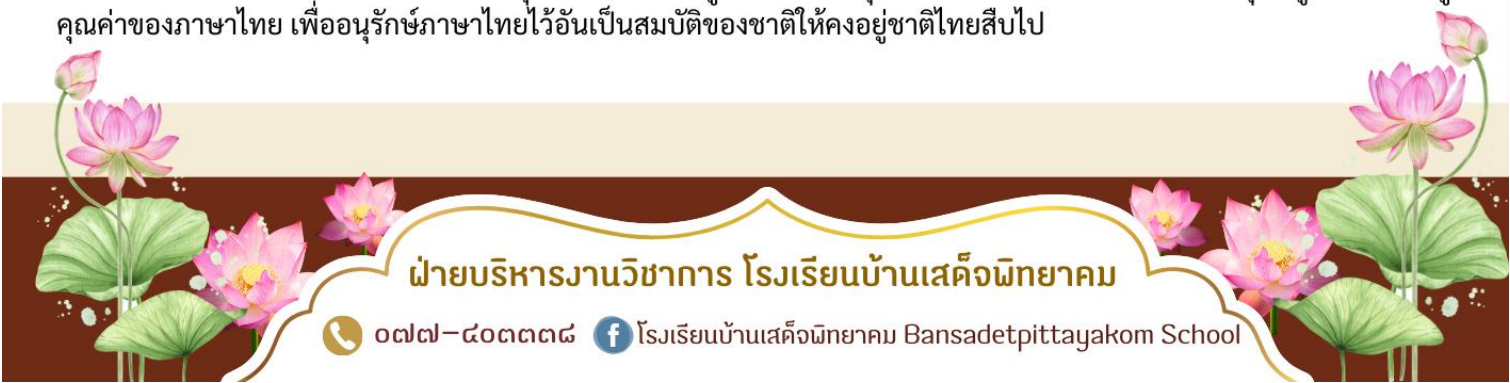 คุณค่าของภาษาไทย เพื่ออนุรักษ์ภาษาไทยไว้อันเป็นสมบัติของชาติให้คงอยู่ชาติไทยสืบไป
ฝ่ายบริหารงานวิชาการ โรงเรียนบ้านเสด็จพิทยาคม
๐๗๗-๔๐๓๓๓๘ โรงเรียนบ้านเสด็จพิทยาคม Bansadetpittayakom School